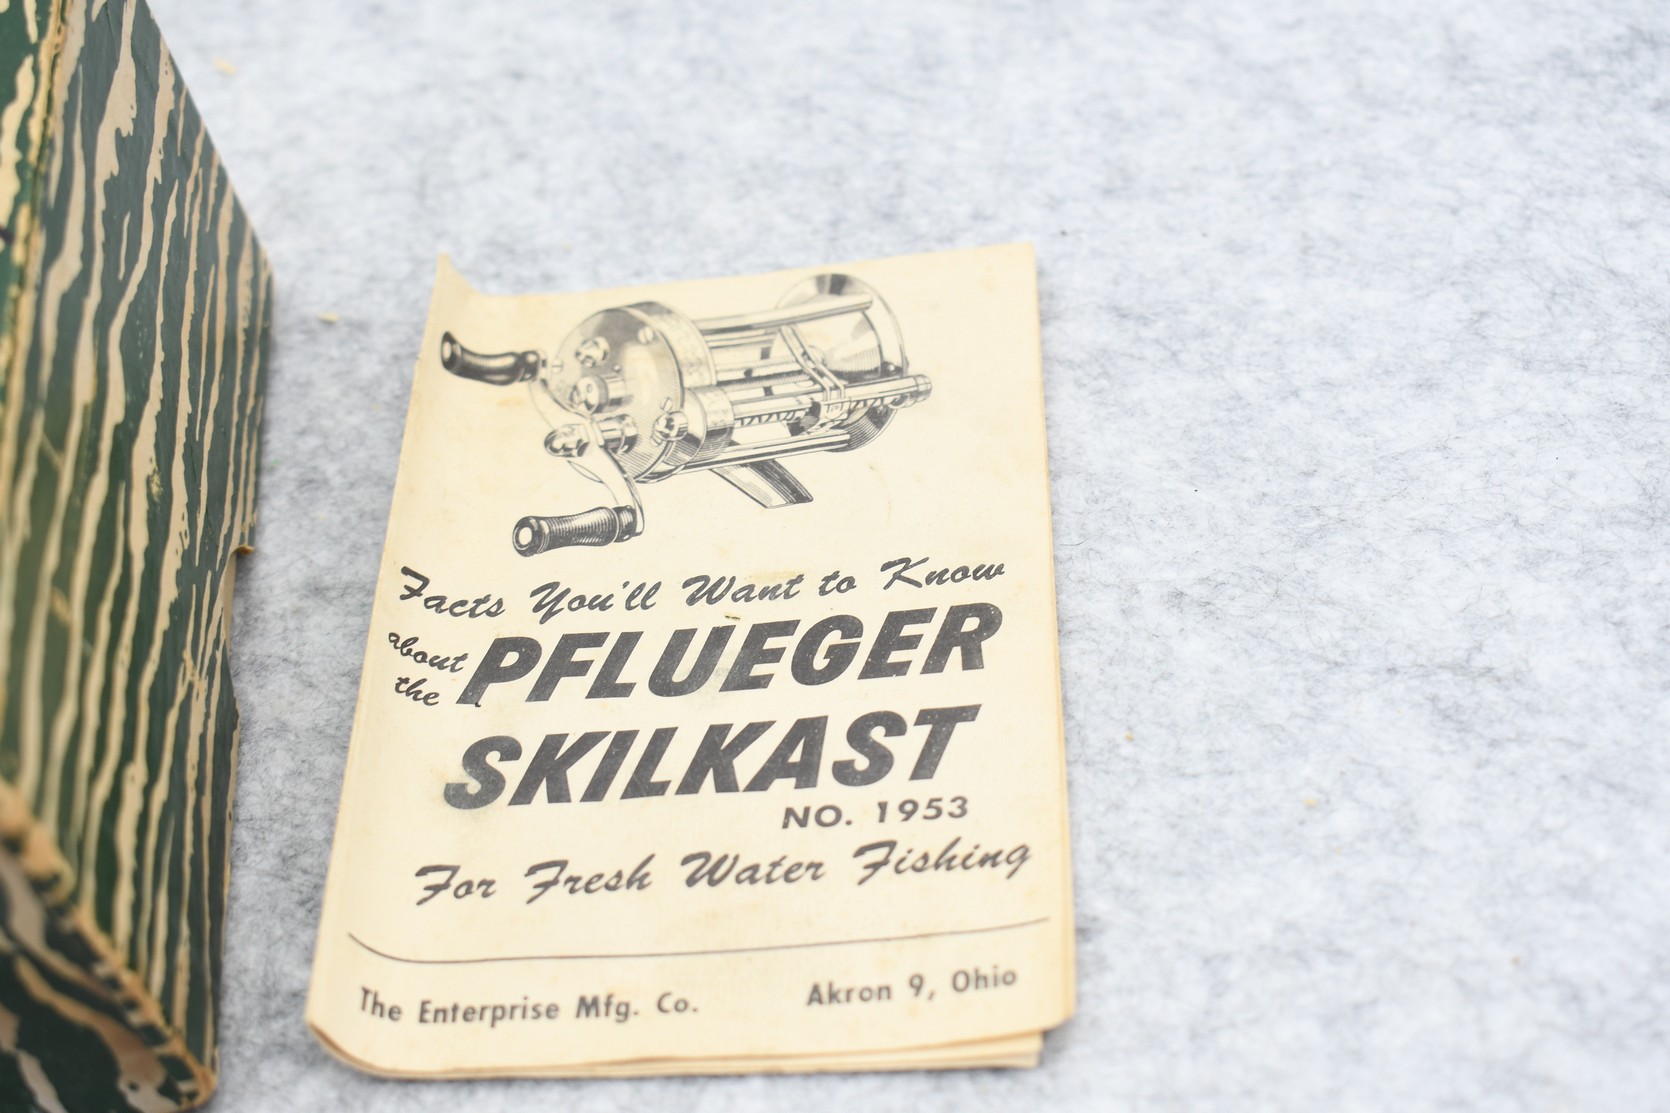 Facts You'll Want to Know
about the PFLUEGER
SKILKAST
NO. 1953
For Fresh Water Fishing
The Enterprise Mfg. Co. Akron 9, Ohio